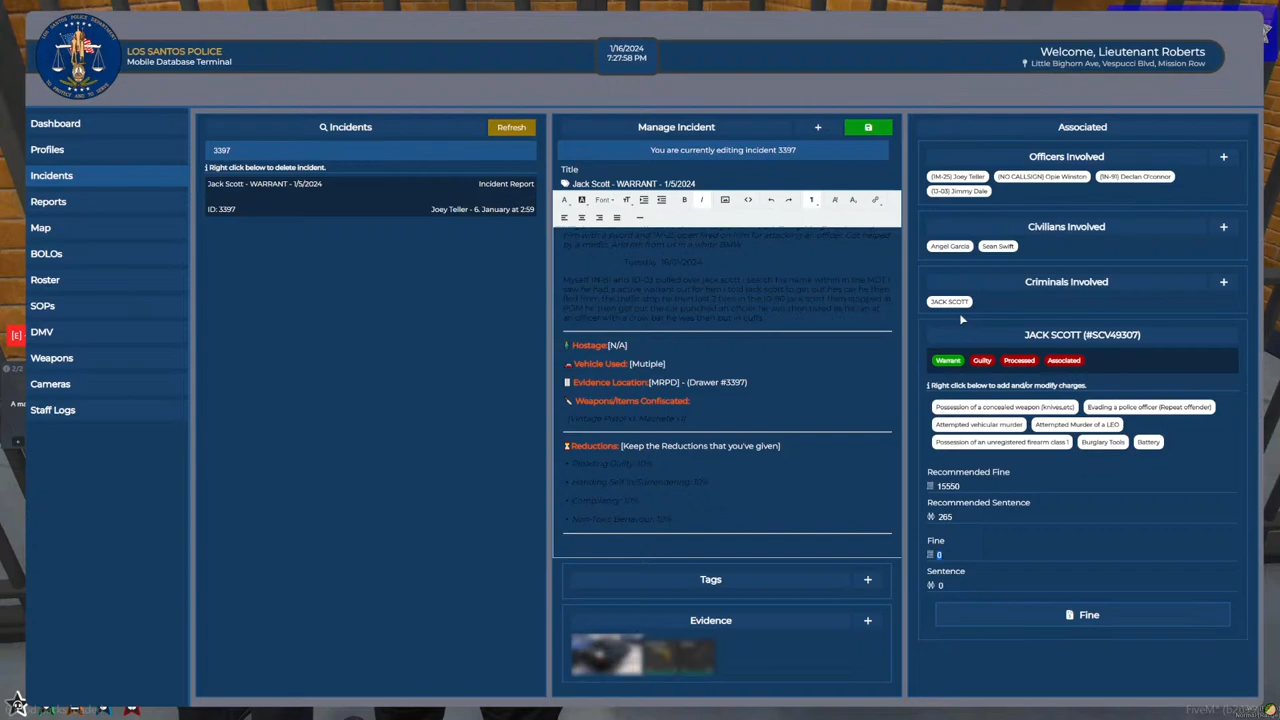 LOS SANTOS POLICE
Mobile Database Terminal
1/16/2024
7:27:58 PM
Welcome, Lieutenant Roberts
Little Bighorn Ave, Vespucci Blvd, Mission Row
Dashboard
Profiles
Incidents
Reports
Map
BOLOs
Roster
SOPs
DMV
Weapons
Cameras
Staff Logs
[E]
Incidents
Refresh
3397
Right click below to delete incident.
Jack Scott - WARRANT - 1/5/2024
Incident Report
ID: 3397
Joey Teller - 6. January at 2:59
Manage Incident
You are currently editing incident 3397
Title
Jack Scott - WARRANT - 1/5/2024
Font
Tuesday 16/01/2024
Hostage:[N/A]
Vehicle Used: [Mutiple]
Evidence Location:[MRPD] - (Drawer #3397)
Weapons/Items Confiscated:
Reductions: [Keep the Reductions that you've given]
Tags
Evidence
Associated
Officers Involved
(1M-25) Joey Teller
(NO CALLSIGN) Opie Winston
(1N-91) Declan O'connor
(1J-03) Jimmy Dale
Civilians Involved
Angel Garcia
Sean Swift
Criminals Involved
JACK SCOTT
JACK SCOTT (#SCV49307)
Warrant
Guilty
Processed
Associated
Right click below to add and/or modify charges.
Possession of a concealed weapon (knives,etc)
Evading a police officer (Repeat offender)
Attempted vehicular murder
Attempted Murder of a LEO
Possession of an unregistered firearm class 1
Burglary Tools
Battery
Recommended Fine
15550
Recommended Sentence
265
Fine
0
Sentence
0
Fine